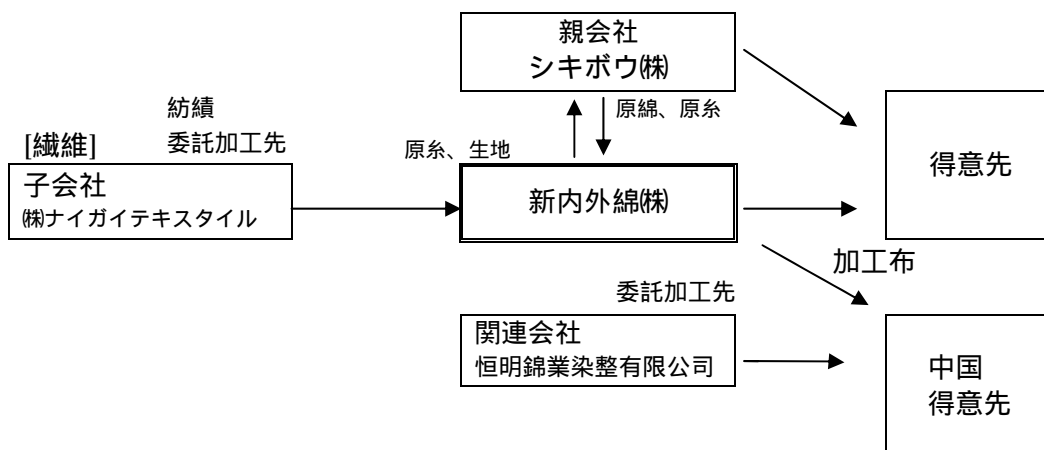 親会社
シキボウ㈱
紡績
委託加工先
[繊維]
原糸、生地
原綿、原糸
子会社
㈱ナイガイテキスタイル
新内外綿㈱
得意先
加工布
委託加工先
関連会社
恒明錦業染整有限公司
中国
得意先